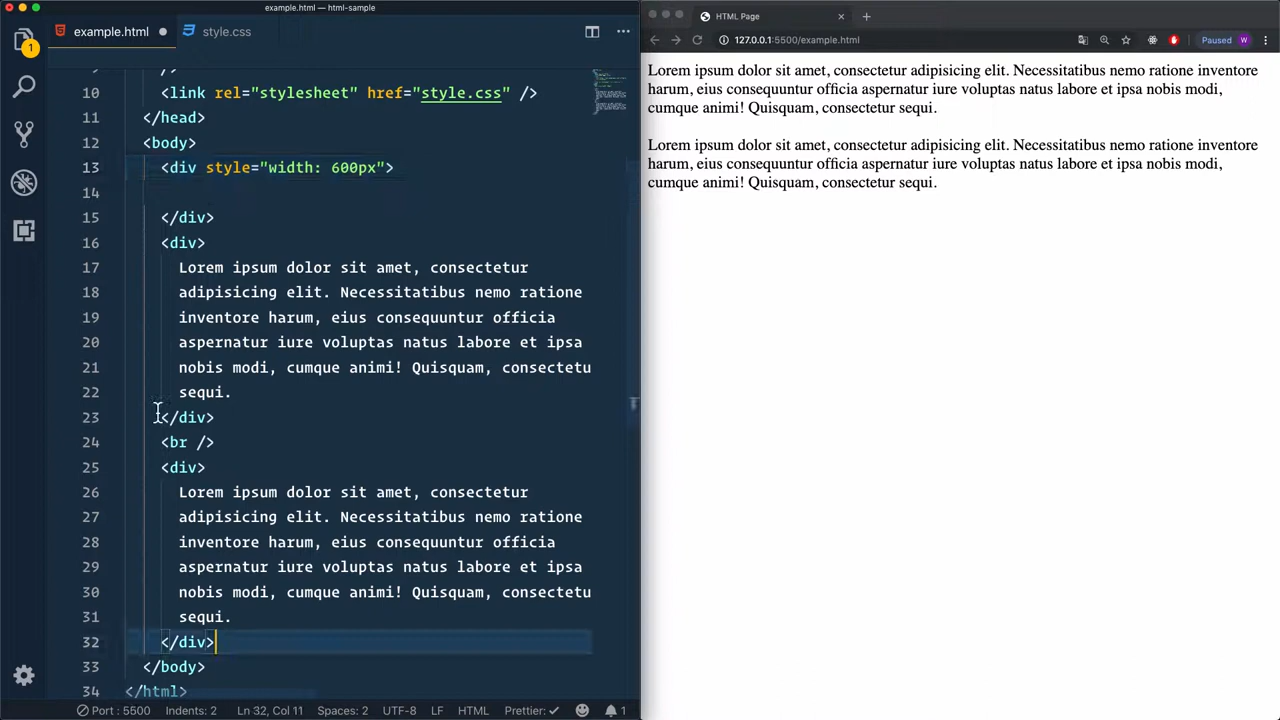 example.html — html-sample
example.html
style.css
1
10 <link rel="stylesheet" href="style.css" />
11 </head>
12 <body>
13 <div style="width: 600px">
14
15 </div>
16 <div>
17 Lorem ipsum dolor sit amet, consectetur
18 adipisicing elit. Necessitatibus nemo ratione
19 inventore harum, eius consequuntur officia
20 aspernatur iure voluptas natus labore et ipsa
21 nobis modi, cumque animi! Quisquam, consectetu
22 sequi.
23 </div>
24 <br />
25 <div>
26 Lorem ipsum dolor sit amet, consectetur
27 adipisicing elit. Necessitatibus nemo ratione
28 inventore harum, eius consequuntur officia
29 aspernatur iure voluptas natus labore et ipsa
30 nobis modi, cumque animi! Quisquam, consectetu
31 sequi.
32 </div>
33 </body>
34 </html>
Port : 5500 Indents: 2 Ln 32, Col 11 Spaces: 2 UTF-8 LF HTML Prettier: ✓ 1
HTML Page
127.0.0.1:5500/example.html
Paused W
Lorem ipsum dolor sit amet, consectetur adipisicing elit. Necessitatibus nemo ratione inventore
harum, eius consequuntur officia aspernatur iure voluptas natus labore et ipsa nobis modi,
cumque animi! Quisquam, consectetur sequi.
Lorem ipsum dolor sit amet, consectetur adipisicing elit. Necessitatibus nemo ratione inventore
harum, eius consequuntur officia aspernatur iure voluptas natus labore et ipsa nobis modi,
cumque animi! Quisquam, consectetur sequi.